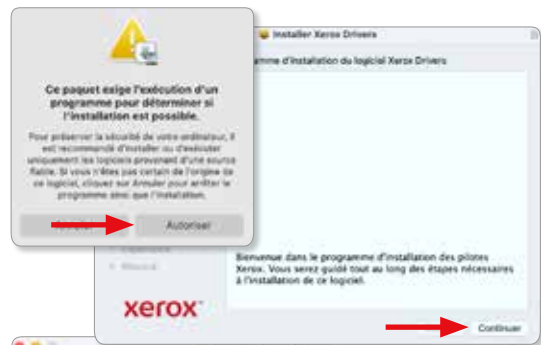 Installer Xerox Drivers
d'installation du logiciel Xerox Drivers
Ce paquet exige l'exécution d'un
programme pour déterminer si
l'installation est possible.
Pour préserver la sécurité de votre ordinateur, il
est recommandé d'installer ou d'exécuter
uniquement les logiciels provenant d'une source
fiable. Si vous n'êtes pas certain de l'origine de
ce logiciel, cliquez sur Annuler pour arrêter le
programme ainsi que l'installation.
Autoriser
Bienvenue dans le programme d'installation des pilotes
Xerox. Vous serez guidé tout au long des étapes nécessaires
à l'installation de ce logiciel.
xerox™
Continuer